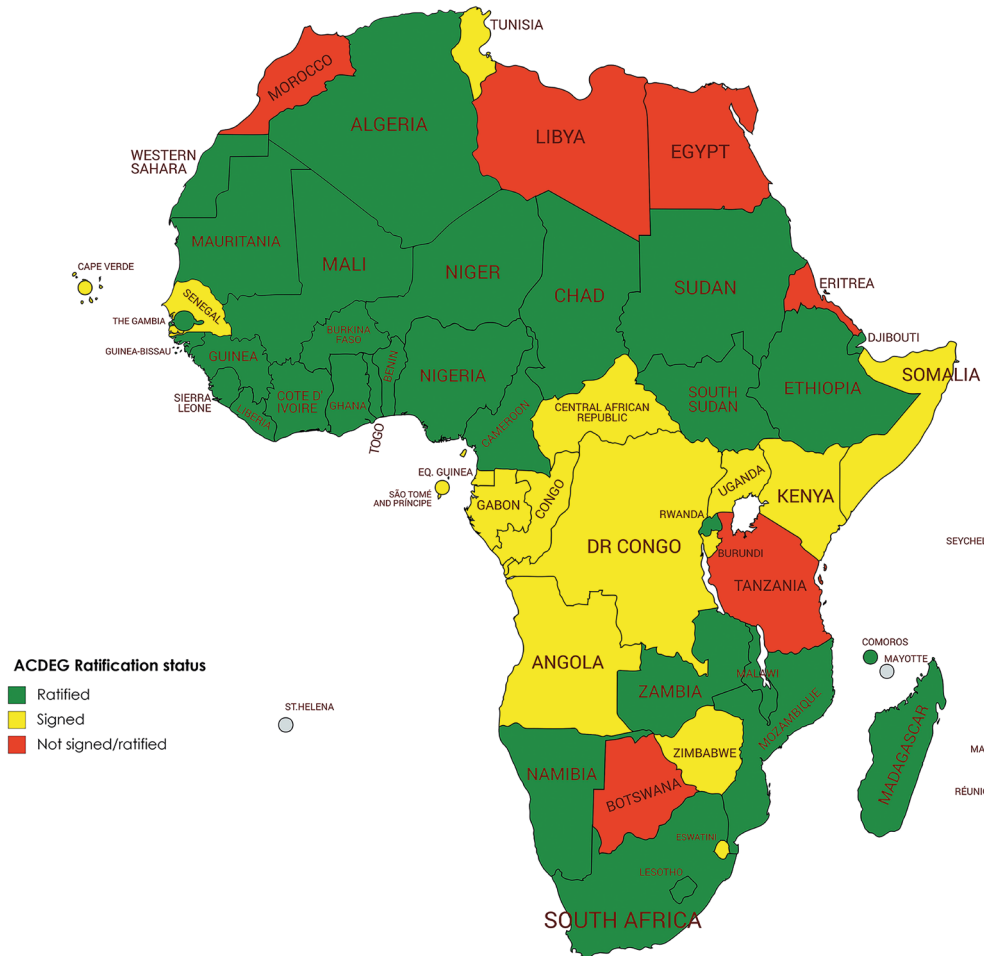 TUNISIA
MOROCCO
ALGERIA
LIBYA
EGYPT
WESTERN
SAHARA
MAURITANIA
MALI
NIGER
CHAD
SUDAN
ERITREA
CAPE VERDE
SENEGAL
THE GAMBIA
GUINEA-BISSAU
GUINEA
BURKINA
FASO
BENIN
NIGERIA
DJIBOUTI
SOMALIA
ETHIOPIA
SOUTH
SUDAN
SIERRA
LEONE
LIBERIA
COTE D'
IVOIRE
GHANA
TOGO
CAMEROON
CENTRAL AFRICAN
REPUBLIC
EQ. GUINEA
SÃO TOMÉ
AND PRÍNCIPE
GABON
CONGO
UGANDA
KENYA
RWANDA
DR CONGO
BURUNDI
TANZANIA
SEYCHEL
ANGOLA
ZAMBIA
MALAWI
MOZAMBIQUE
COMOROS
MAYOTTE
MADAGASCAR
ACDEG Ratification status
Ratified
Signed
Not signed/ratified
ST.HELENA
ZIMBABWE
NAMIBIA
BOTSWANA
MA
RÉUNI
ESWATINI
LESOTHO
SOUTH AFRICA